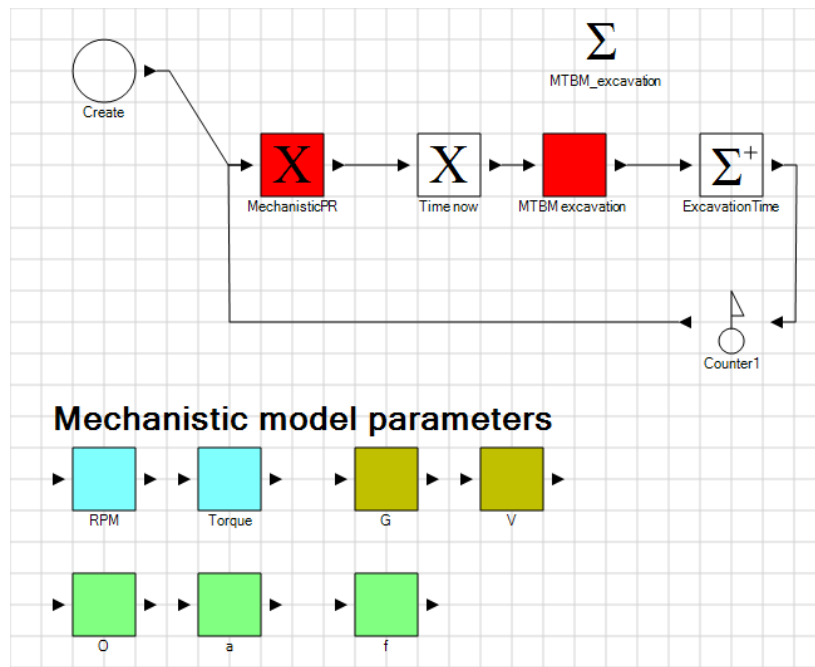 Σ
MTBM_excavation
Create
X
X
Σ+
MechanisticPR
Time now
MTBM excavation
ExcavationTime
Counter1
Mechanistic model parameters
RPM
Torque
G
V
O
a
f